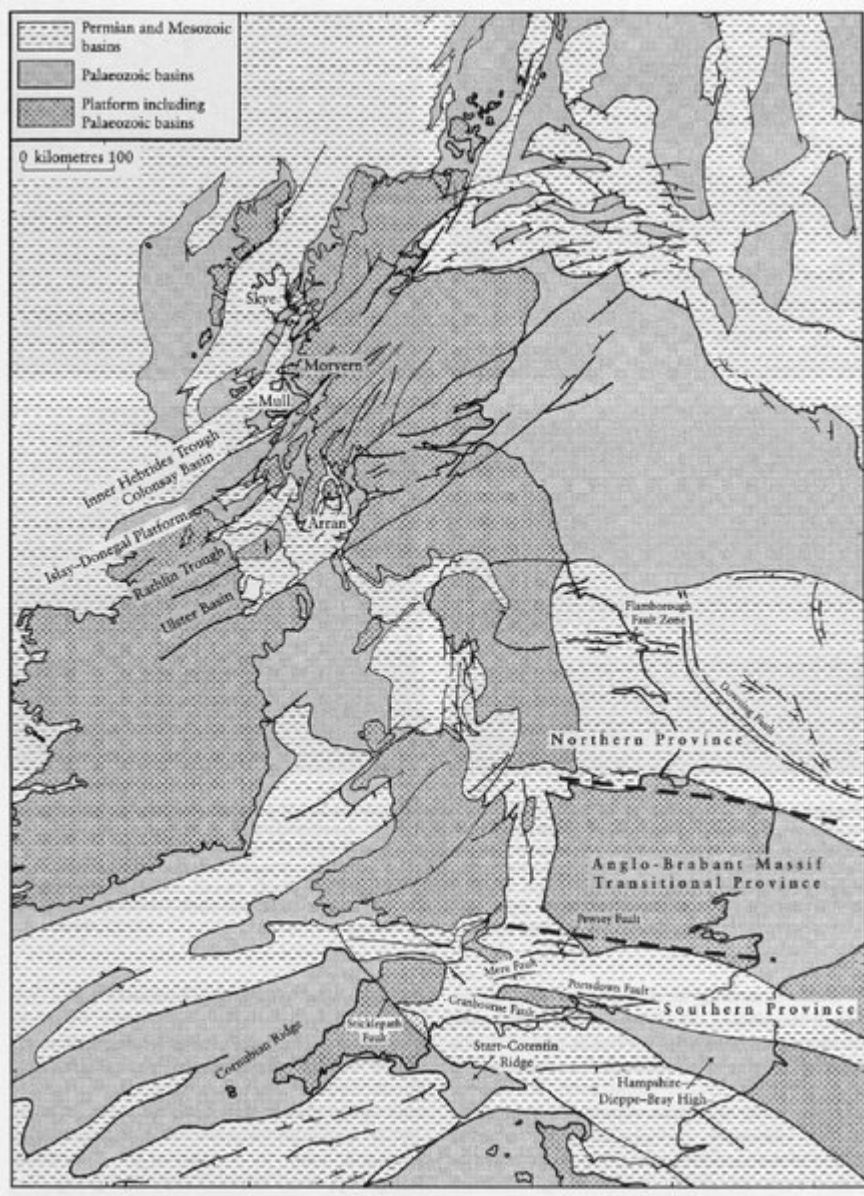 Permian and Mesozoic
basins
Palaeozoic basins
Platform including
Palaeozoic basins
0 kilometres 100
Skye
Morvern
Mull
Inner Hebrides Trough
Colonsay Basin
Arran
Islay–Donegal Platform
Rathlin Trough
Ulster Basin
Flamborough
Fault Zone
Dowsing Fault
Northern Province
Anglo-Brabant Massif
Transitional Province
Pewsey Fault
Mere Fault
Portsdown Fault
Cranbourne Fault
Southern Province
Sticklepath
Fault
Cornubian Ridge
Start–Cotentin
Ridge
Hampshire–
Dieppe–Bray High